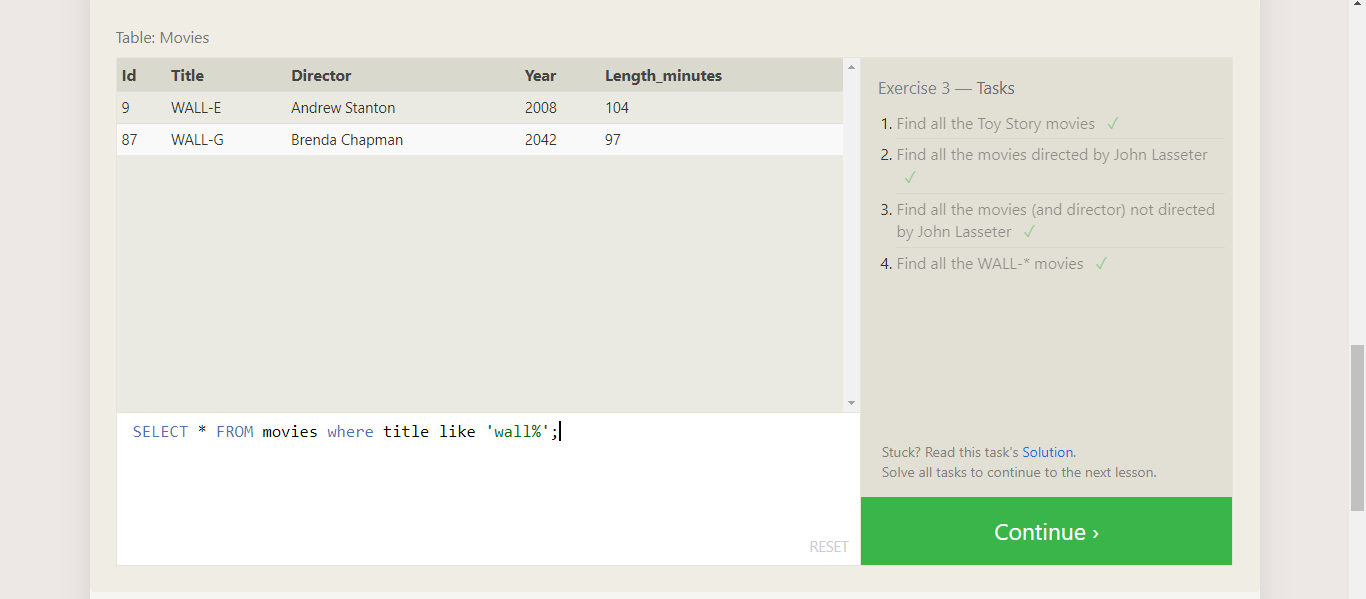 Table: Movies
Id Title Director Year Length_minutes
9 WALL-E Andrew Stanton 2008 104
87 WALL-G Brenda Chapman 2042 97
SELECT * FROM movies where title like 'wall%';
RESET
Exercise 3 — Tasks
1. Find all the Toy Story movies ✓
2. Find all the movies directed by John Lasseter
✓
3. Find all the movies (and director) not directed
by John Lasseter ✓
4. Find all the WALL-* movies ✓
Stuck? Read this task's Solution.
Solve all tasks to continue to the next lesson.
Continue ›